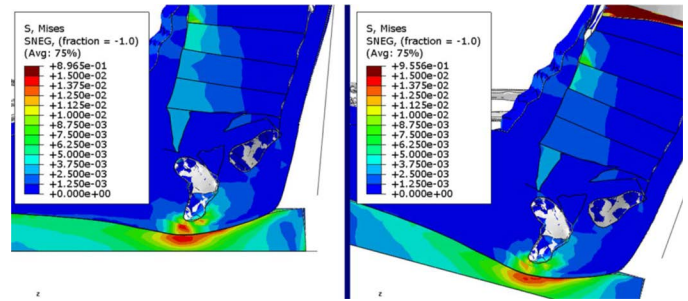 S, Mises
SNEG, (fraction = -1.0)
(Avg: 75%)
+8.965e-01
+1.500e-02
+1.375e-02
+1.250e-02
+1.125e-02
+1.000e-02
+8.750e-03
+7.500e-03
+6.250e-03
+5.000e-03
+3.750e-03
+2.500e-03
+1.250e-03
+0.000e+00
z
S, Mises
SNEG, (fraction = -1.0)
(Avg: 75%)
+9.556e-01
+1.500e-02
+1.375e-02
+1.250e-02
+1.125e-02
+1.000e-02
+8.750e-03
+7.500e-03
+6.250e-03
+5.000e-03
+3.750e-03
+2.500e-03
+1.250e-03
+0.000e+00
z